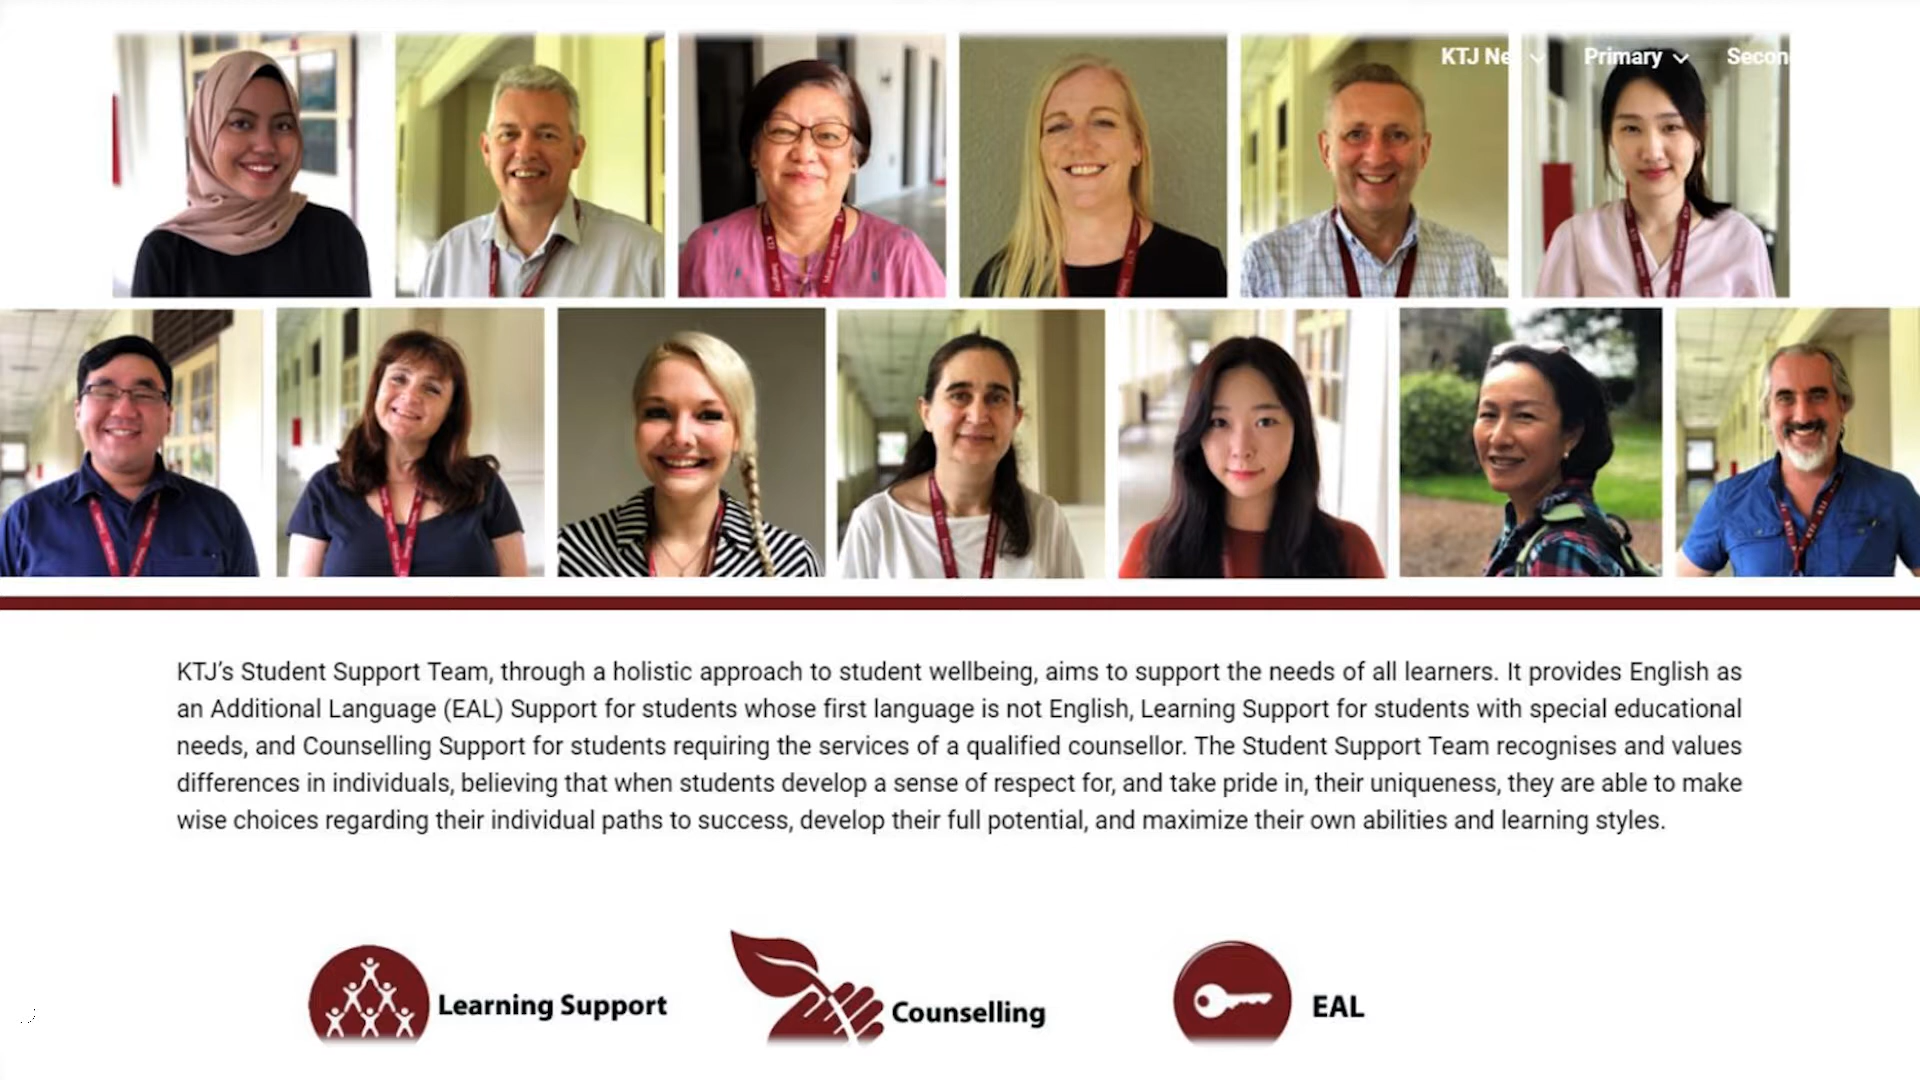 KTJ Ne
Primary
Secon
KTJ's Student Support Team, through a holistic approach to student wellbeing, aims to support the needs of all learners. It provides English as
an Additional Language (EAL) Support for students whose first language is not English, Learning Support for students with special educational
needs, and Counselling Support for students requiring the services of a qualified counsellor. The Student Support Team recognises and values
differences in individuals, believing that when students develop a sense of respect for, and take pride in, their uniqueness, they are able to make
wise choices regarding their individual paths to success, develop their full potential, and maximize their own abilities and learning styles.
Learning Support
Counselling
EAL